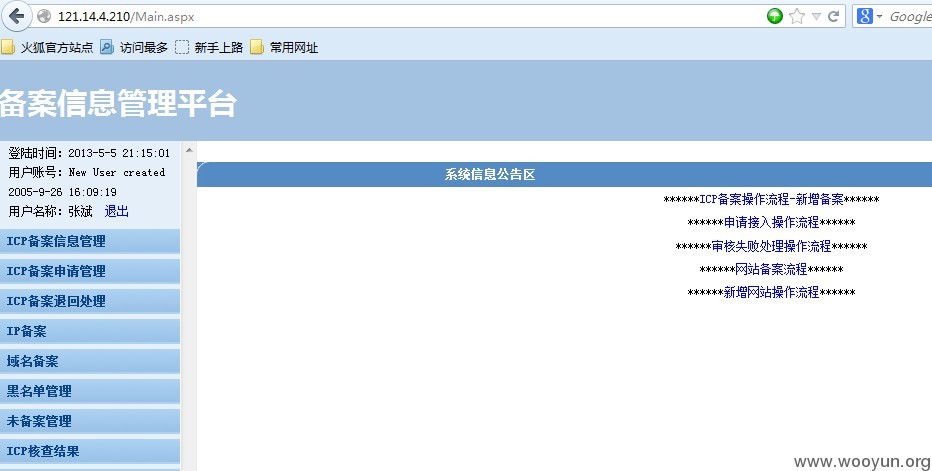 121.14.4.210/Main.aspx
Google
火狐官方站点 访问最多 新手上路 常用网址
备案信息管理平台
登陆时间：2013-5-5 21:15:01
用户账号：New User created
2005-9-26 16:09:19
用户名称：张斌 退出
ICP备案信息管理
ICP备案申请管理
ICP备案退回处理
IP备案
域名备案
黑名单管理
未备案管理
ICP核查结果
系统信息公告区
******ICP备案操作流程-新增备案******
******申请接入操作流程******
******审核失败处理操作流程******
******网站备案流程******
******新增网站操作流程******
www.wooyun.org